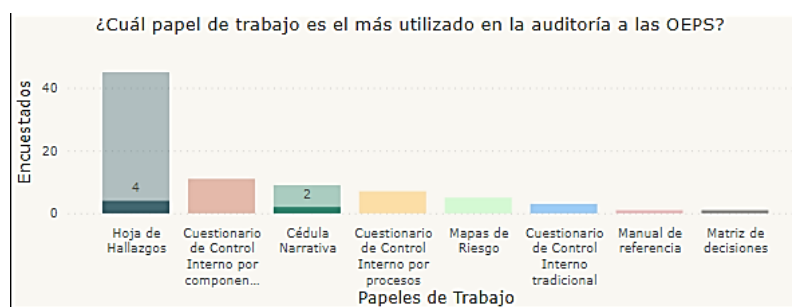 ¿Cuál papel de trabajo es el más utilizado en la auditoría a las OEPS?
Encuestados
40
20
0
4
2
Hoja de
Hallazgos
Cuestionario
de Control
Interno por
componen...
Cédula
Narrativa
Cuestionario
de Control
Interno por
procesos
Mapas de
Riesgo
Cuestionario
de Control
Interno
tradicional
Manual de
referencia
Matriz de
decisiones
Papeles de Trabajo